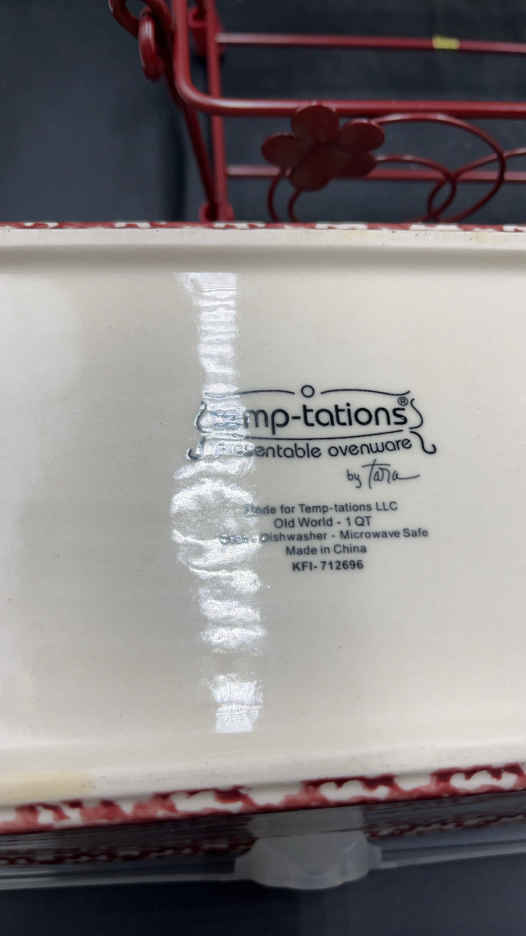 temp-tations®
presentable ovenware
by Tara
Made for Temp-tations LLC
Old World - 1 QT
Dishwasher - Microwave Safe
Made in China
KFI-712696